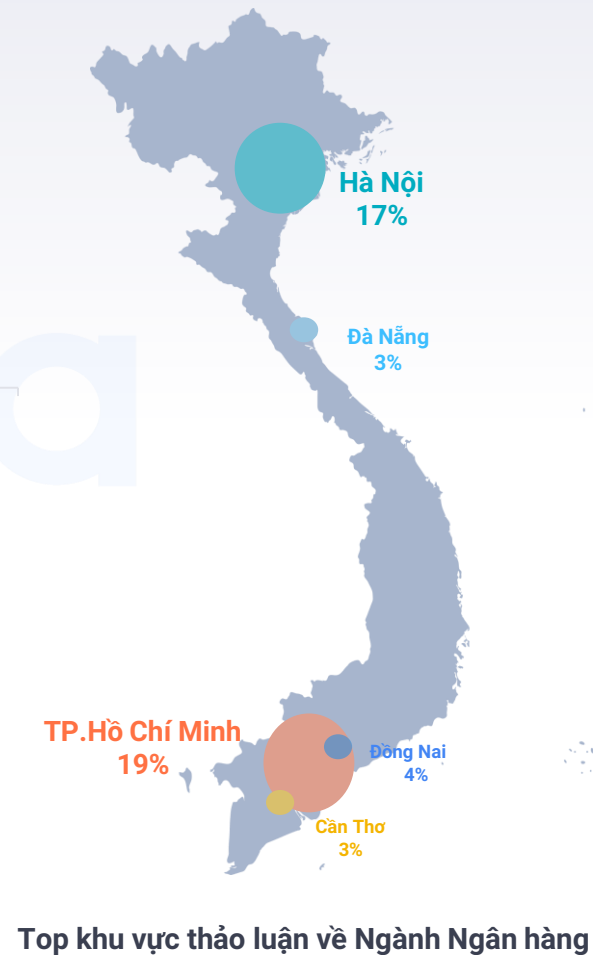 Hà Nội
17%
Đà Nẵng
3%
TP.Hồ Chí Minh
19%
Đồng Nai
4%
Cần Thơ
3%
Top khu vực thảo luận về Ngành Ngân hàng